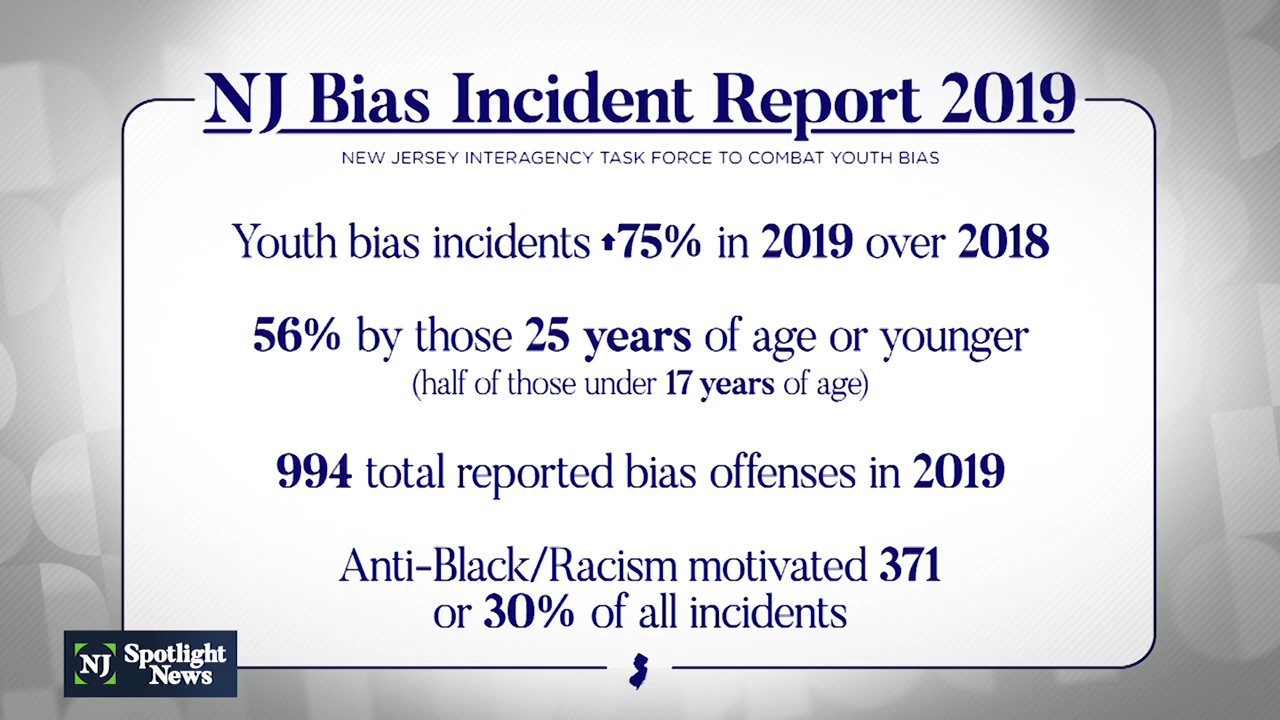 NJ Bias Incident Report 2019
NEW JERSEY INTERAGENCY TASK FORCE TO COMBAT YOUTH BIAS
Youth bias incidents ⬆75% in 2019 over 2018
56% by those 25 years of age or younger
(half of those under 17 years of age)
994 total reported bias offenses in 2019
Anti-Black/Racism motivated 371
or 30% of all incidents
NJ Spotlight
News